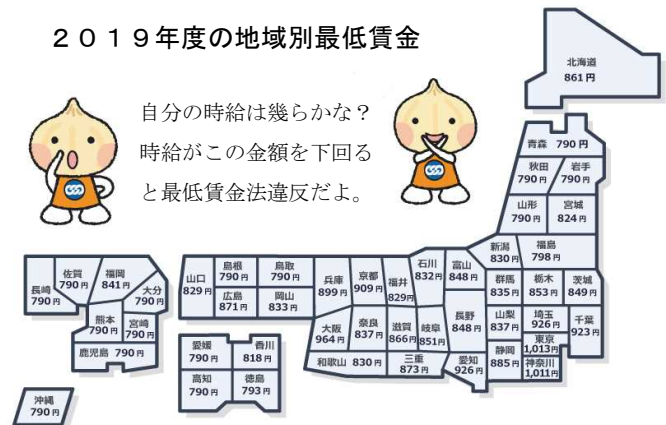 ２０１９年度の地域別最低賃金
自分の時給は幾らかな？
時給がこの金額を下回る
と最低賃金法違反だよ。
北海道
861円
青森 790円
秋田
790円
岩手
790円
山形
790円
宮城
824円
新潟
830円
福島
798円
群馬
835円
栃木
853円
茨城
849円
山梨
837円
埼玉
926円
千葉
923円
東京
1,013円
神奈川
1,011円
静岡
885円
石川
832円
富山
848円
長野
848円
福井
829円
岐阜
851円
愛知
926円
兵庫
899円
京都
909円
滋賀
866円
大阪
964円
奈良
837円
三重
873円
和歌山 830円
山口
829円
島根
790円
鳥取
790円
広島
871円
岡山
833円
愛媛
790円
香川
818円
高知
790円
徳島
793円
長崎
790円
佐賀
790円
福岡
841円
大分
790円
熊本
790円
宮崎
790円
鹿児島 790円
沖縄
790円